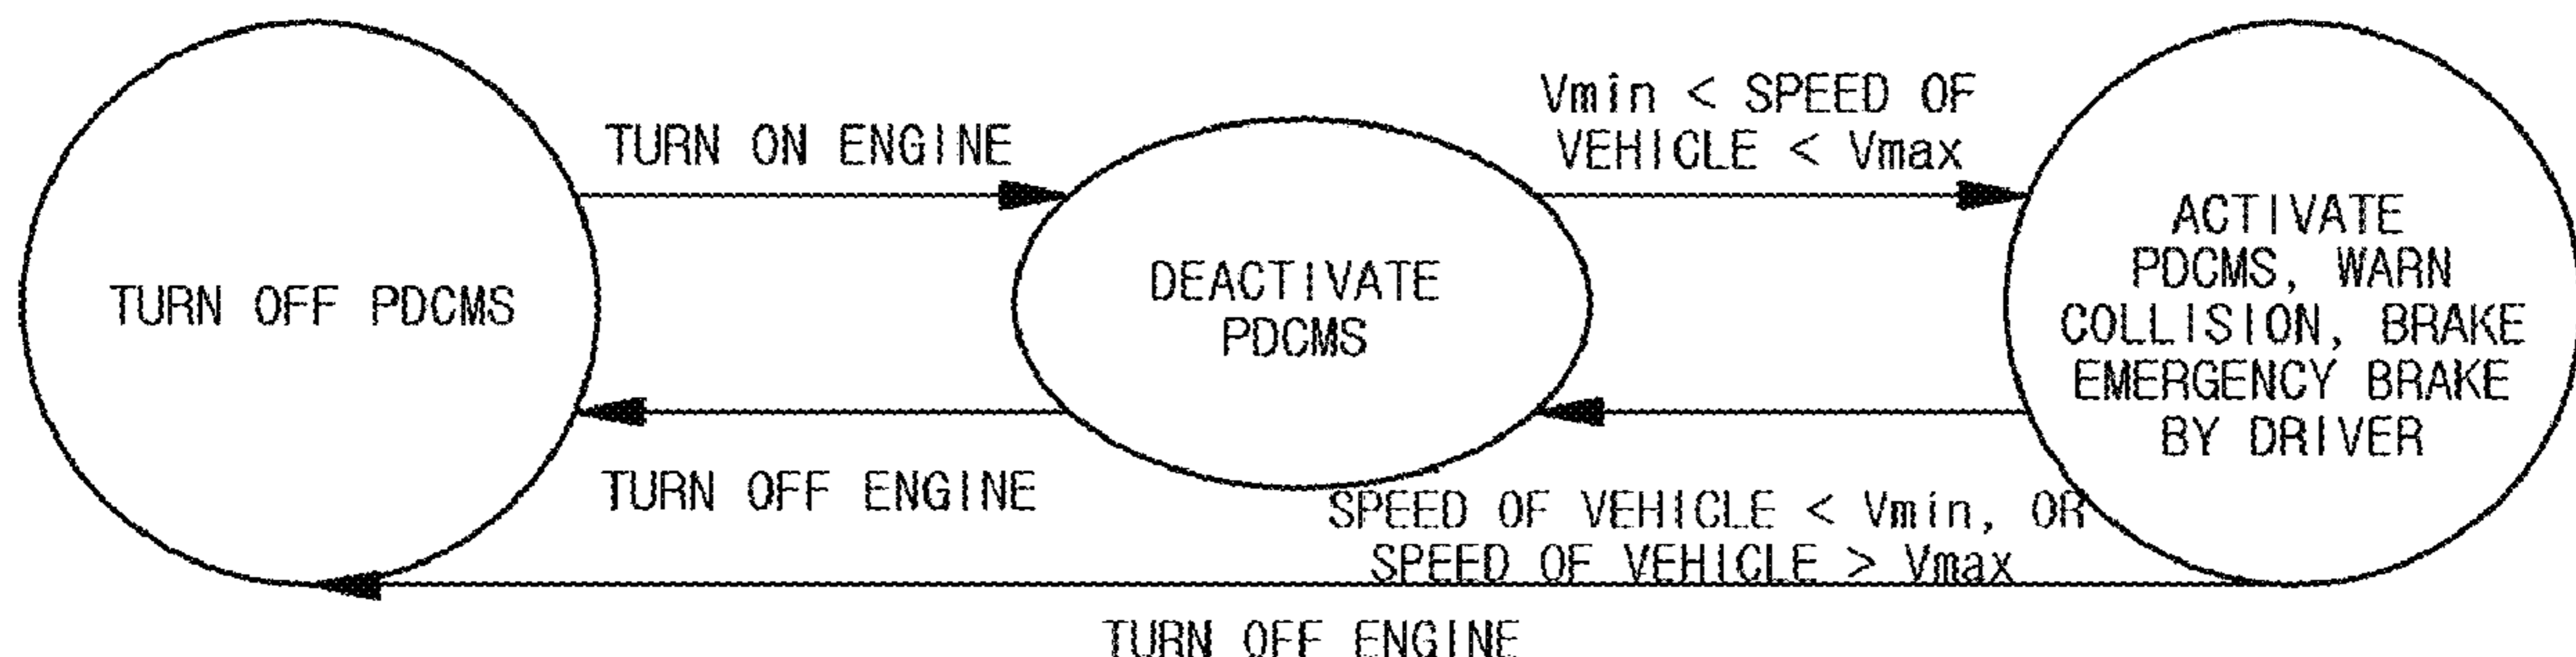 TURN OFF PDCMS
TURN ON ENGINE
TURN OFF ENGINE
DEACTIVATE
PDCMS
Vmin < SPEED OF
VEHICLE < Vmax
SPEED OF VEHICLE < Vmin, OR
SPEED OF VEHICLE > Vmax
ACTIVATE
PDCMS, WARN
COLLISION, BRAKE
EMERGENCY BRAKE
BY DRIVER
TURN OFF ENGINE